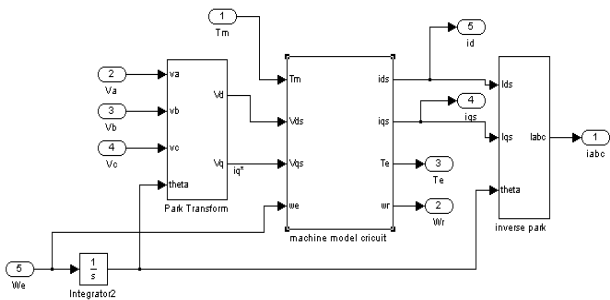 1
Tm
2
Va
3
Vb
4
Vc
va
vb
vc
theta
Vd
Vq
iq*
Park Transform
5
We
1
s
Integrator2
Tm
Vds
Vqs
we
ids
iqs
Te
wr
machine model cricuit
5
id
4
iqs
3
Te
2
Wr
Ids
Iqs
theta
Iabc
inverse park
1
iabc